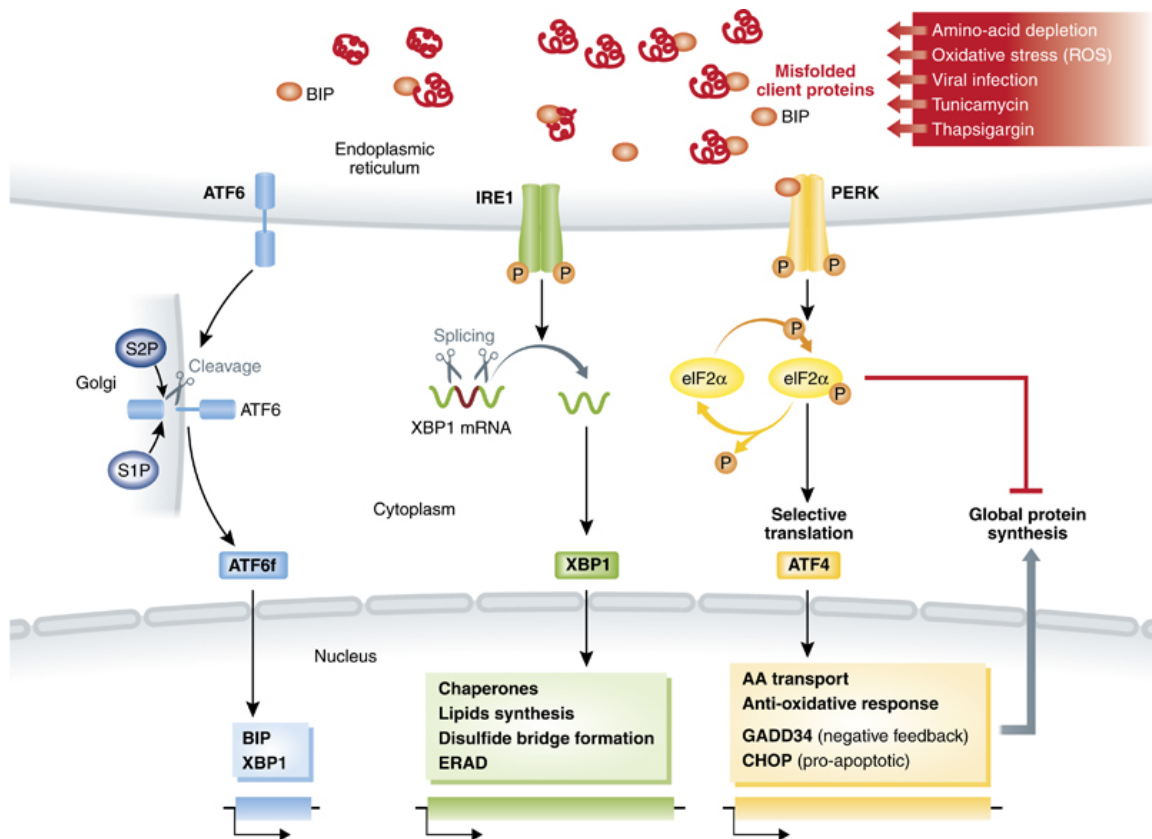 Amino-acid depletion
Oxidative stress (ROS)
Viral infection
Tunicamycin
Thapsigargin
Misfolded
client proteins
BIP
BIP
Endoplasmic
reticulum
ATF6
IRE1
PERK
P
P
P
P
S2P
Cleavage
Golgi
ATF6
S1P
Splicing
XBP1 mRNA
P
eIF2α
eIF2α
P
P
Cytoplasm
Selective
translation
Global protein
synthesis
ATF6f
XBP1
ATF4
Nucleus
BIP
XBP1
Chaperones
Lipids synthesis
Disulfide bridge formation
ERAD
AA transport
Anti-oxidative response
GADD34 (negative feedback)
CHOP (pro-apoptotic)